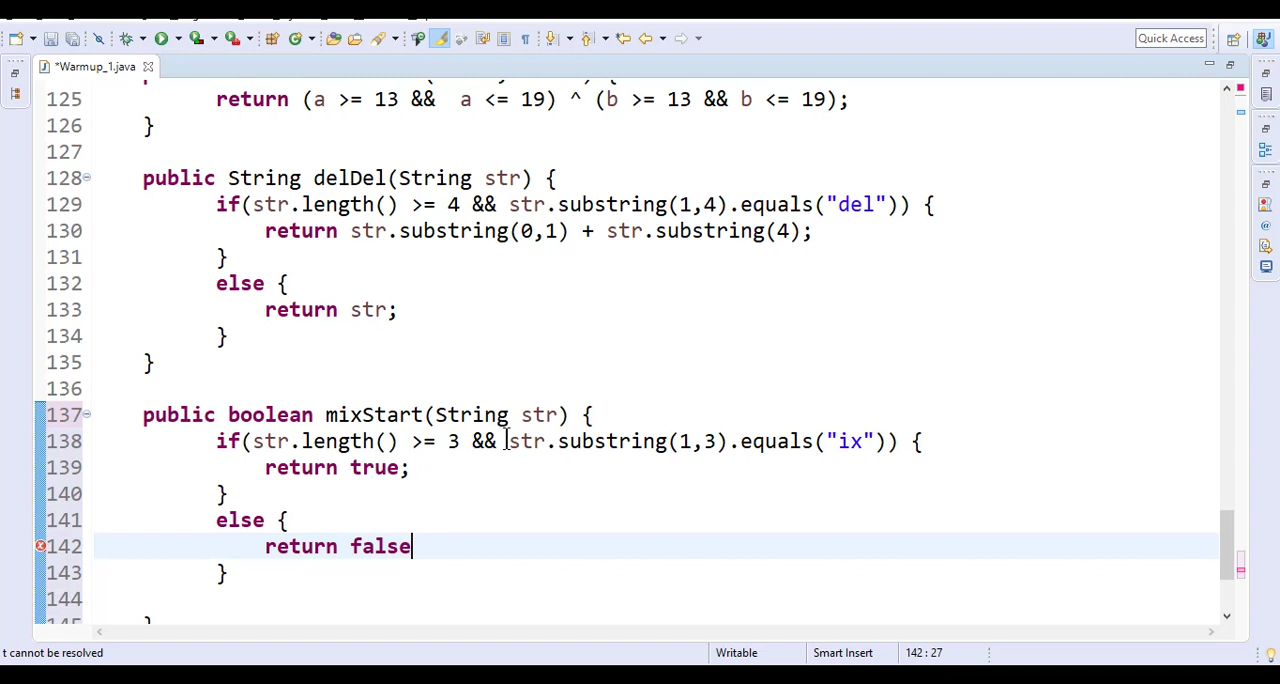 Quick Access
*Warmup_1.java
125 return (a >= 13 && a <= 19) ^ (b >= 13 && b <= 19);
126 }
127
128 public String delDel(String str) {
129 if(str.length() >= 4 && str.substring(1,4).equals("del")) {
130 return str.substring(0,1) + str.substring(4);
131 }
132 else {
133 return str;
134 }
135 }
136
137 public boolean mixStart(String str) {
138 if(str.length() >= 3 && str.substring(1,3).equals("ix")) {
139 return true;
140 }
141 else {
142 return false
143 }
144
t cannot be resolved
Writable
Smart Insert
142 : 27